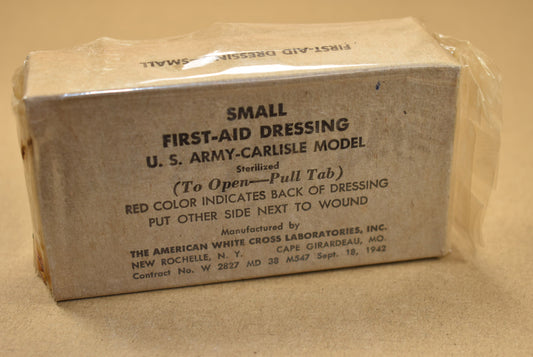 FIRST-AID DRESSING-SMALL
SMALL
FIRST-AID DRESSING
U. S. ARMY-CARLISLE MODEL
Sterilized
(To Open—Pull Tab)
RED COLOR INDICATES BACK OF DRESSING
PUT OTHER SIDE NEXT TO WOUND
Manufactured by
THE AMERICAN WHITE CROSS LABORATORIES, INC.
NEW ROCHELLE, N. Y. CAPE GIRARDEAU, MO.
Contract No. W 2827 MD 38 M547 Sept. 18, 1942